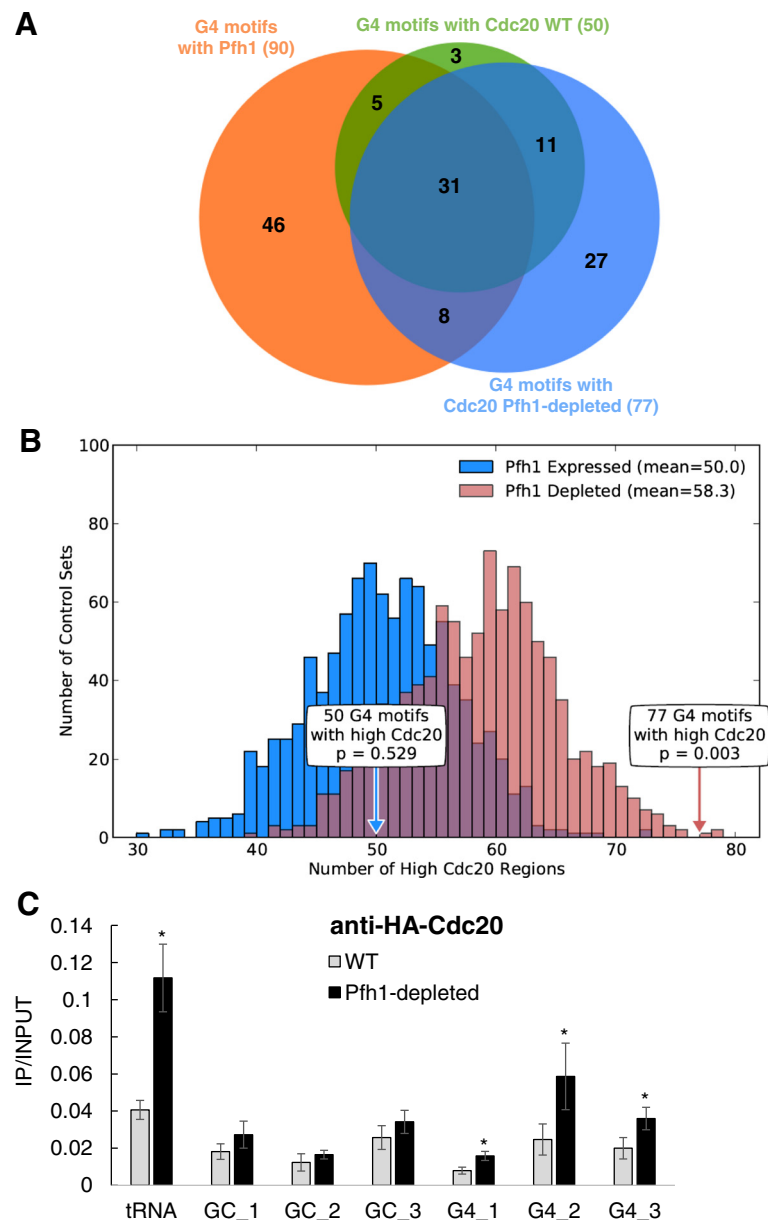 A
G4 motifs
with Pfh1 (90)
G4 motifs with Cdc20 WT (50)
3
5
11
31
46
27
8
G4 motifs with
Cdc20 Pfh1-depleted (77)
B
100
80
60
40
20
0
Number of Control Sets
Pfh1 Expressed (mean=50.0)
Pfh1 Depleted (mean=58.3)
50 G4 motifs
with high Cdc20
p = 0.529
77 G4 motifs
with high Cdc20
p = 0.003
30 40 50 60 70 80
Number of High Cdc20 Regions
C
anti-HA-Cdc20
WT
Pfh1-depleted
0.14
0.12
0.1
0.08
0.06
0.04
0.02
0
IP/INPUT
*
*
*
*
tRNA GC_1 GC_2 GC_3 G4_1 G4_2 G4_3